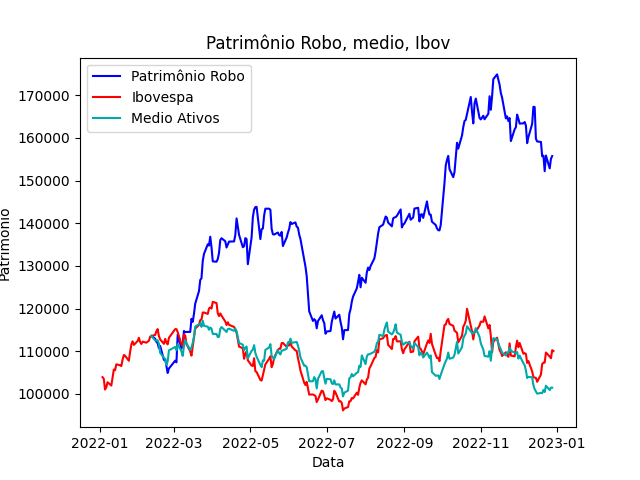 Patrimônio Robo, medio, Ibov
Patrimônio Robo
Ibovespa
Medio Ativos
Patrimonio
170000
160000
150000
140000
130000
120000
110000
100000
2022-01 2022-03 2022-05 2022-07 2022-09 2022-11 2023-01
Data